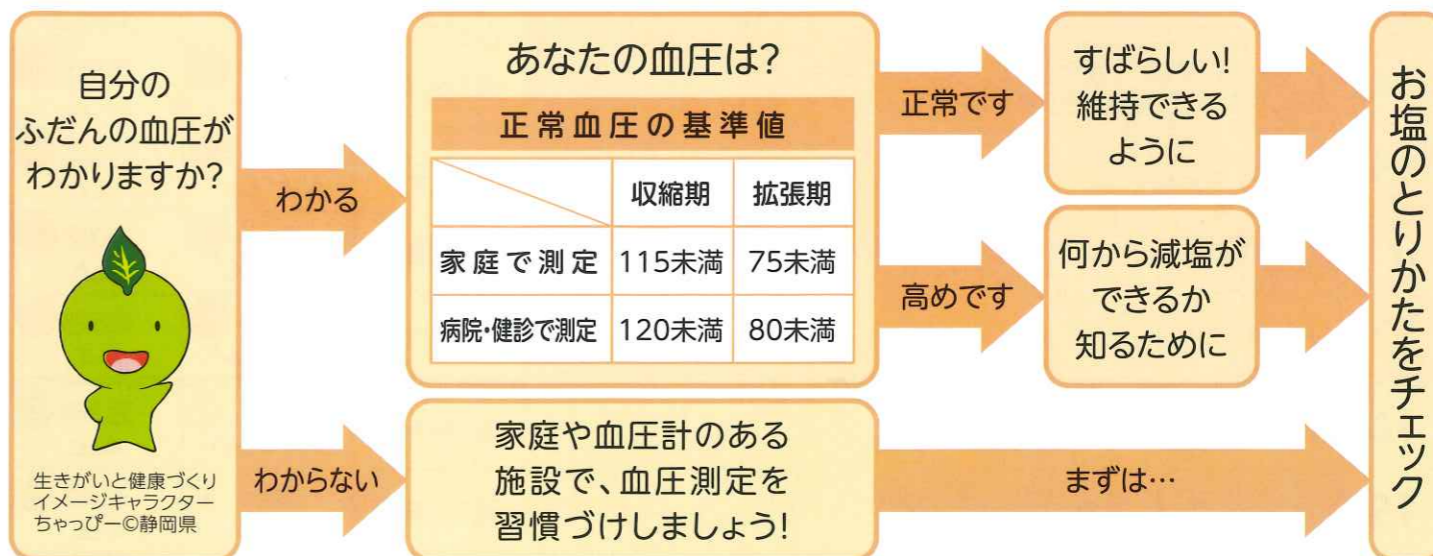 自分の
ふだんの血圧が
わかりますか?
生きがいと健康づくり
イメージキャラクター
ちゃっぴー©静岡県
わかる
わからない
あなたの血圧は?
正常血圧の基準値
収縮期 拡張期
家庭で測定 115未満 75未満
病院・健診で測定 120未満 80未満
正常です
すばらしい!
維持できる
ように
高めです
何から減塩が
できるか
知るために
家庭や血圧計のある
施設で、血圧測定を
習慣づけしましょう!
まずは…
お塩のとりかたをチェック